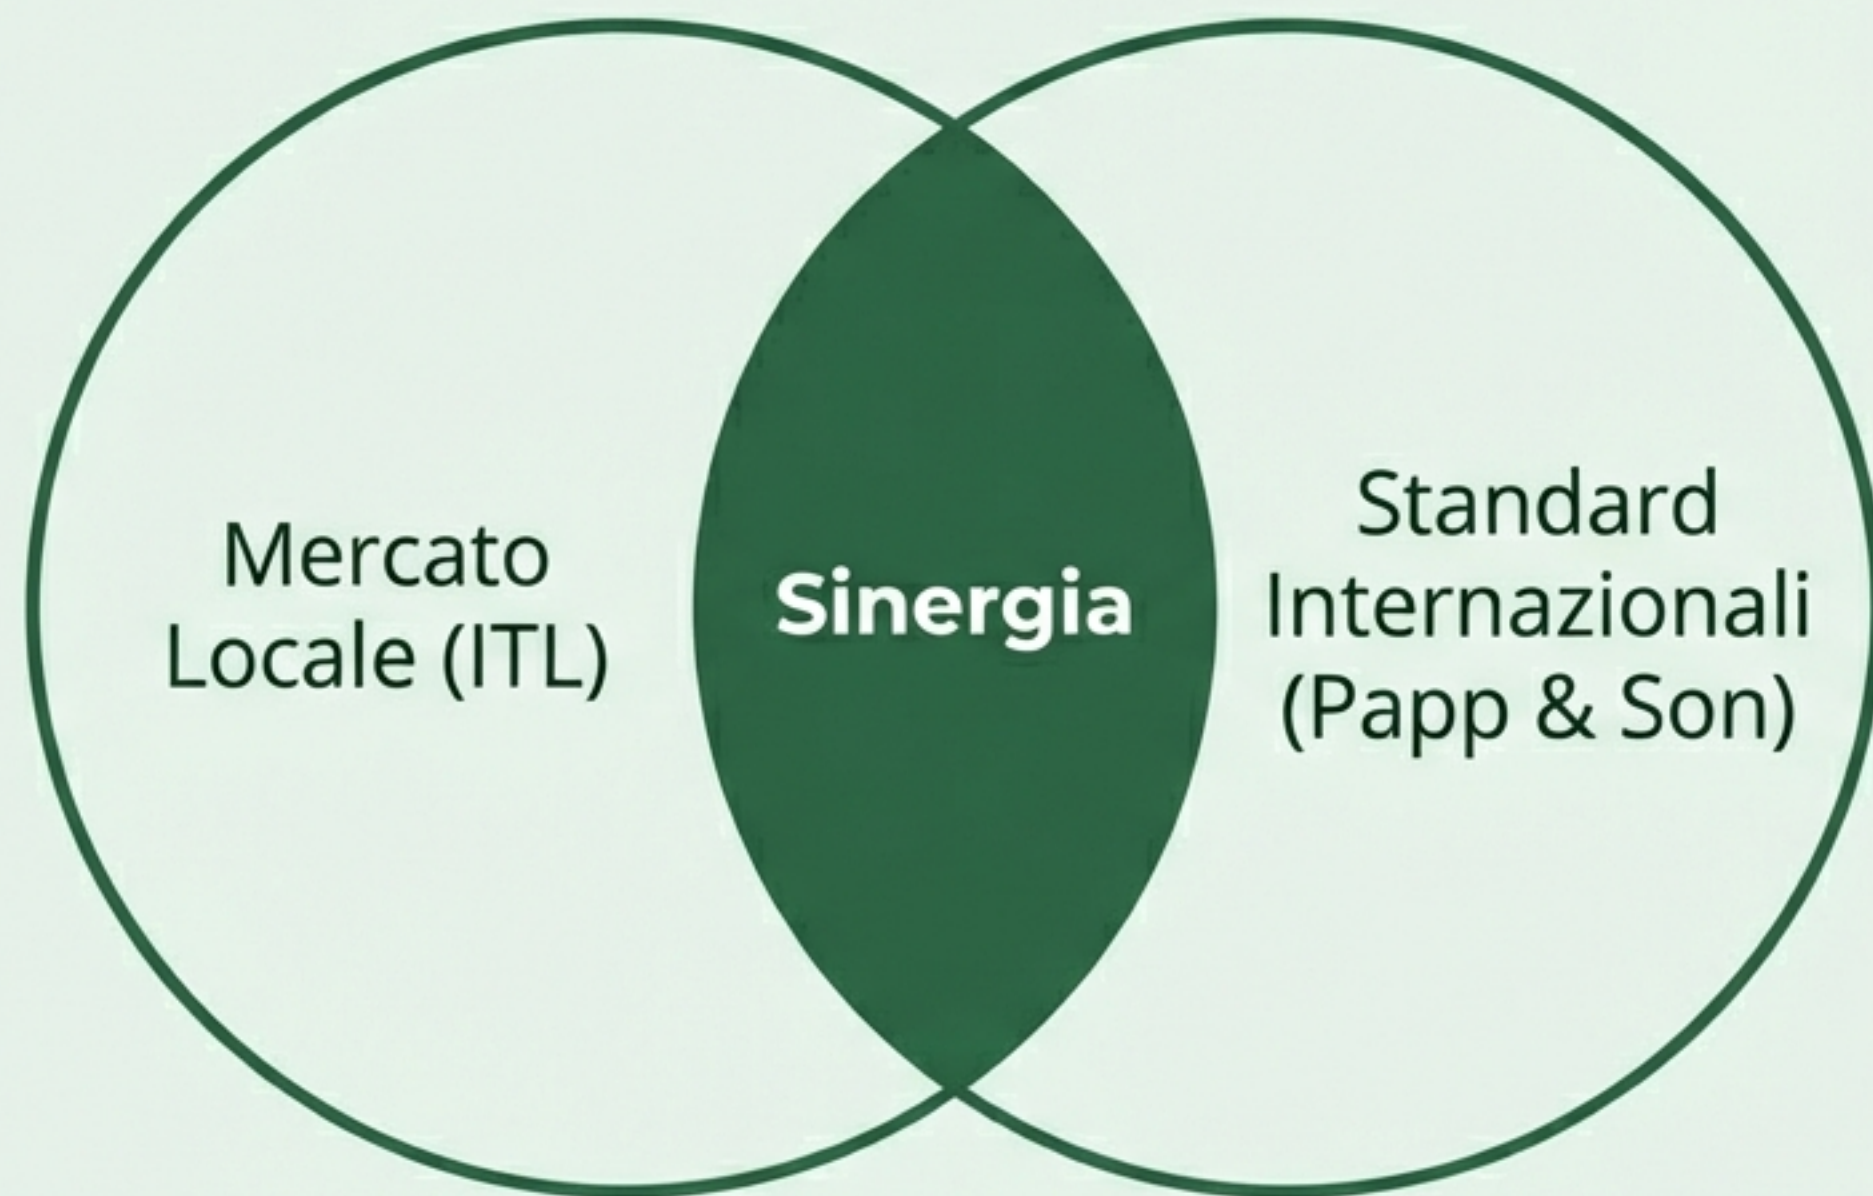 Mercato
Locale (ITL)
Sinergia
Standard
Internazionali
(Papp & Son)